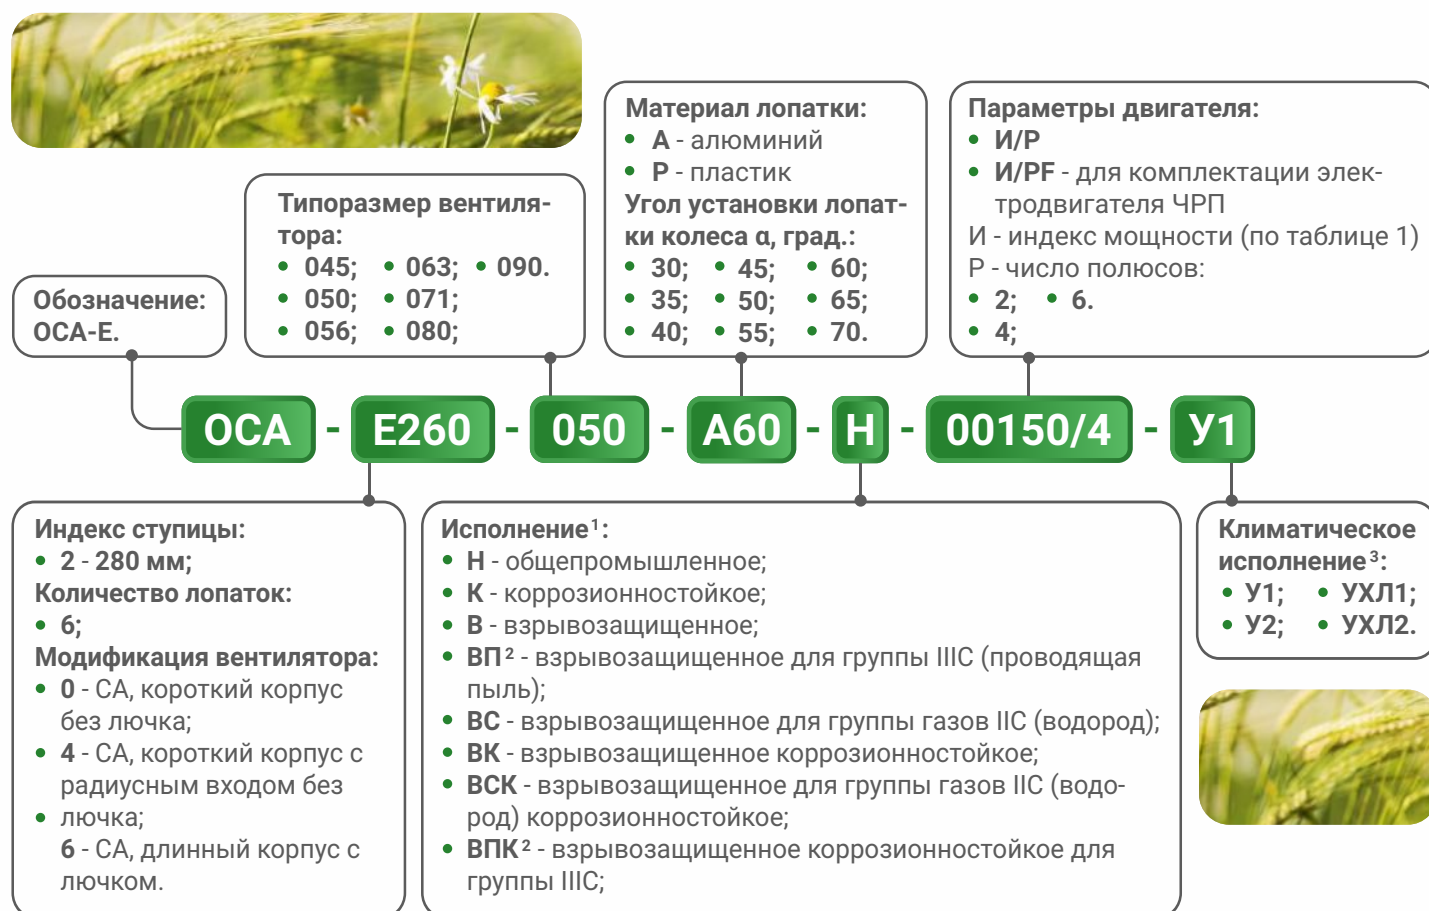 Материал лопатки:
• А - алюминий
• Р - пластик
Угол установки лопат-
ки колеса α, град.:
• 30; • 45; • 60;
• 35; • 50; • 65;
• 40; • 55; • 70.
Параметры двигателя:
• И/Р
• И/PF - для комплектации элек-
тродвигателя ЧРП
И - индекс мощности (по таблице 1)
Р - число полюсов:
• 2; • 6.
• 4;
Типоразмер вентиля-
тора:
• 045; • 063; • 090.
• 050; • 071;
• 056; • 080;
Обозначение:
ОСА-Е.
ОСА - Е260 - 050 - А60 - Н - 00150/4 - У1
Индекс ступицы:
• 2 - 280 мм;
Количество лопаток:
• 6;
Модификация вентилятора:
• 0 - СА, короткий корпус
без лючка;
• 4 - СА, короткий корпус с
радиусным входом без
• лючка;
6 - СА, длинный корпус с
лючком.
Исполнение¹:
• Н - общепромышленное;
• К - коррозионностойкое;
• В - взрывозащищенное;
• ВП² - взрывозащищенное для группы IIIC (проводящая
пыль);
• ВС - взрывозащищенное для группы газов IIC (водород);
• ВК - взрывозащищенное коррозионностойкое;
• ВСК - взрывозащищенное для группы газов IIC (водо-
род) коррозионностойкое;
• ВПК² - взрывозащищенное коррозионностойкое для
группы IIIC;
Климатическое
исполнение³:
• У1; • УХЛ1;
• У2; • УХЛ2.